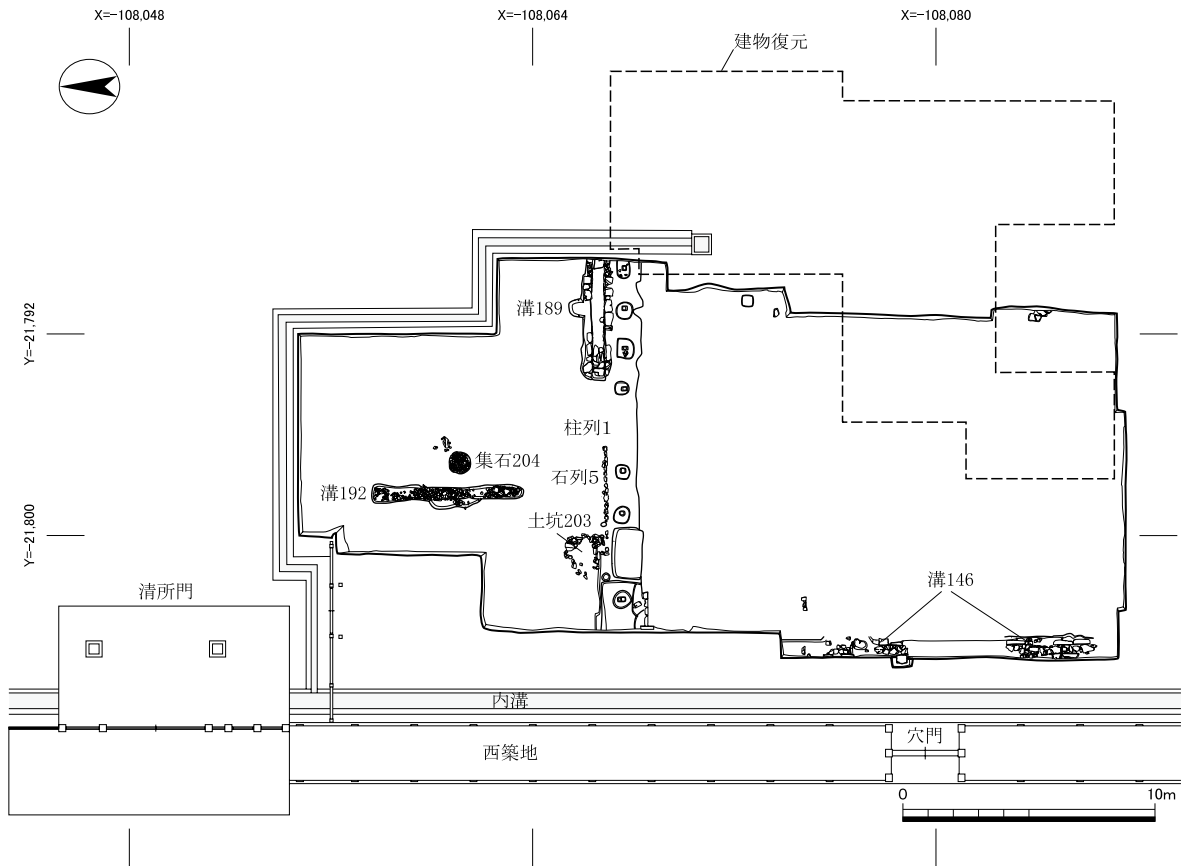 X=-108,048
X=-108,064
X=-108,080
建物復元
Y=-21,792
溝189
柱列1
集石204
石列5
溝192
土坑203
Y=-21,800
清所門
溝146
内溝
西築地
穴門
0
10m